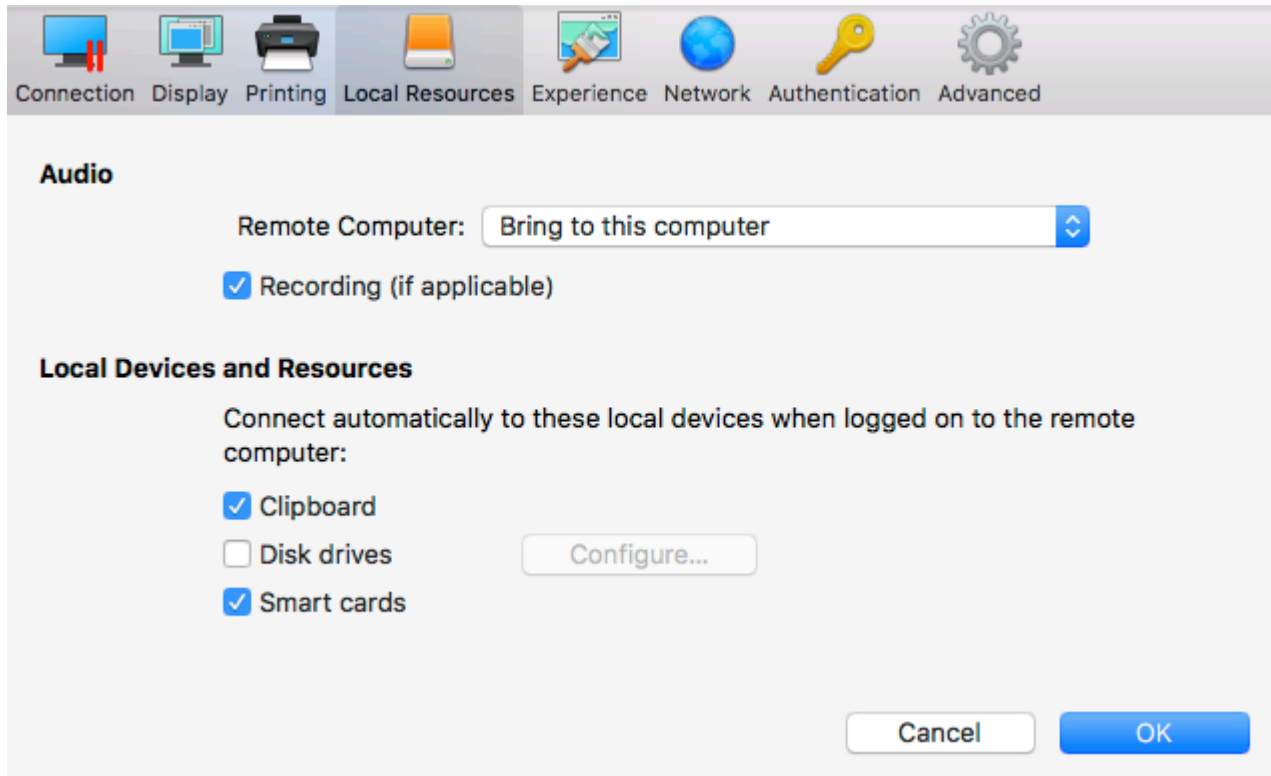 Connection Display Printing Local Resources Experience Network Authentication Advanced
Audio
Remote Computer: Bring to this computer
Recording (if applicable)
Local Devices and Resources
Connect automatically to these local devices when logged on to the remote
computer:
Clipboard
Disk drives Configure...
Smart cards
Cancel OK